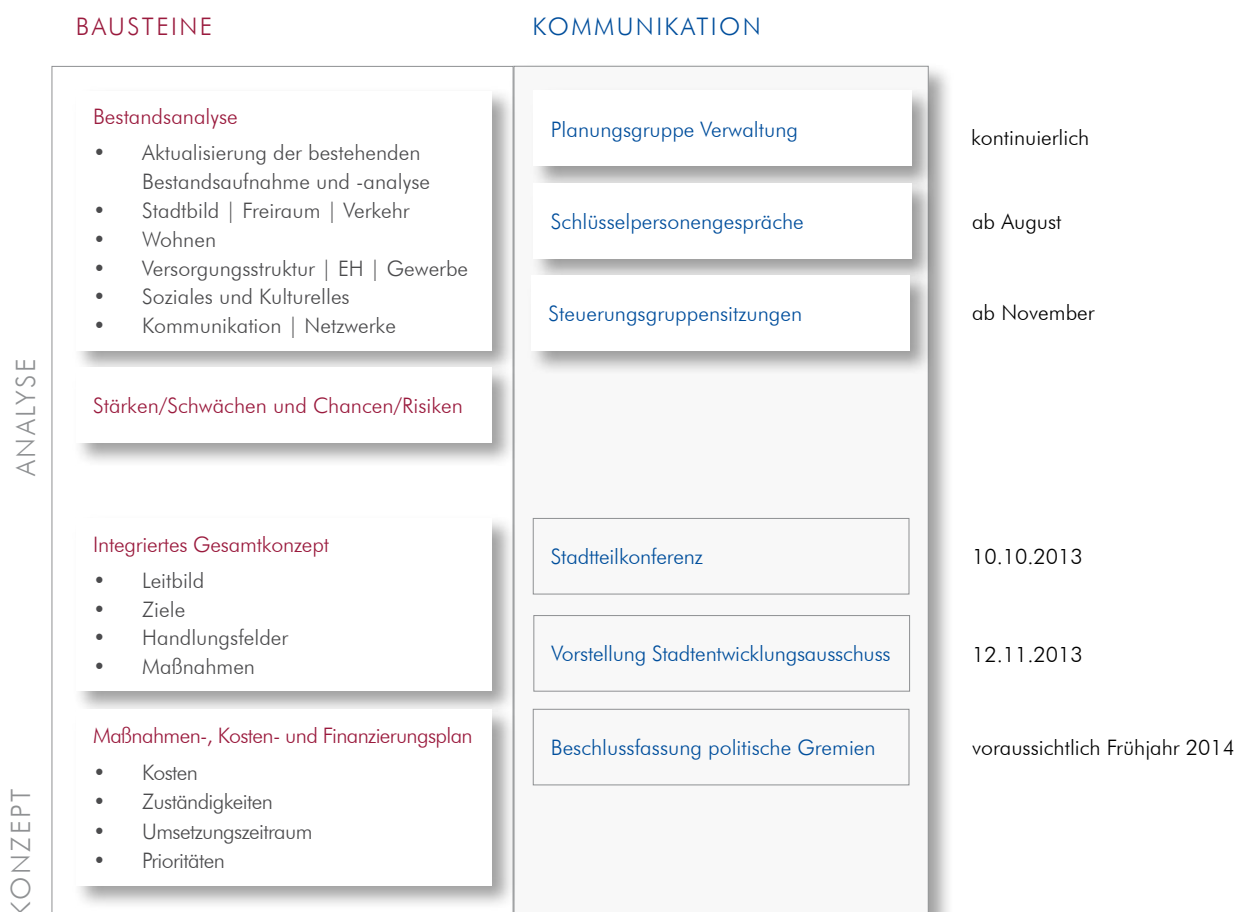 BAUSTEINE
KOMMUNIKATION
ANALYSE
Bestandsanalyse
• Aktualisierung der bestehenden
Bestandsaufnahme und -analyse
• Stadtbild | Freiraum | Verkehr
• Wohnen
• Versorgungsstruktur | EH | Gewerbe
• Soziales und Kulturelles
• Kommunikation | Netzwerke
Stärken/Schwächen und Chancen/Risiken
Planungsgruppe Verwaltung
kontinuierlich
Schlüsselpersonengespräche
ab August
Steuerungsgruppensitzungen
ab November
KONZEPT
Integriertes Gesamtkonzept
• Leitbild
• Ziele
• Handlungsfelder
• Maßnahmen
Maßnahmen-, Kosten- und Finanzierungsplan
• Kosten
• Zuständigkeiten
• Umsetzungszeitraum
• Prioritäten
Stadtteilkonferenz
10.10.2013
Vorstellung Stadtentwicklungsausschuss
12.11.2013
Beschlussfassung politische Gremien
voraussichtlich Frühjahr 2014